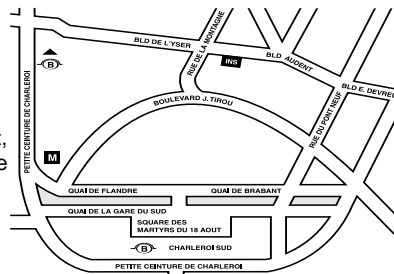 BLD DE L'YSER
RUE DE LA MONTAGNE
B
INS
BLD AUDENT
BLD E. DEVREU
PETITE CEINTURE DE CHARLEROI
BOULEVARD J. TIROU
RUE DU PONT NEUF
,
M
e
QUAI DE FLANDRE
QUAI DE BRABANT
QUAI DE LA GARE DU SUD
SQUARE DES
MARTYRS DU 18 AOUT
B
CHARLEROI SUD
PETITE CEINTURE DE CHARLEROI